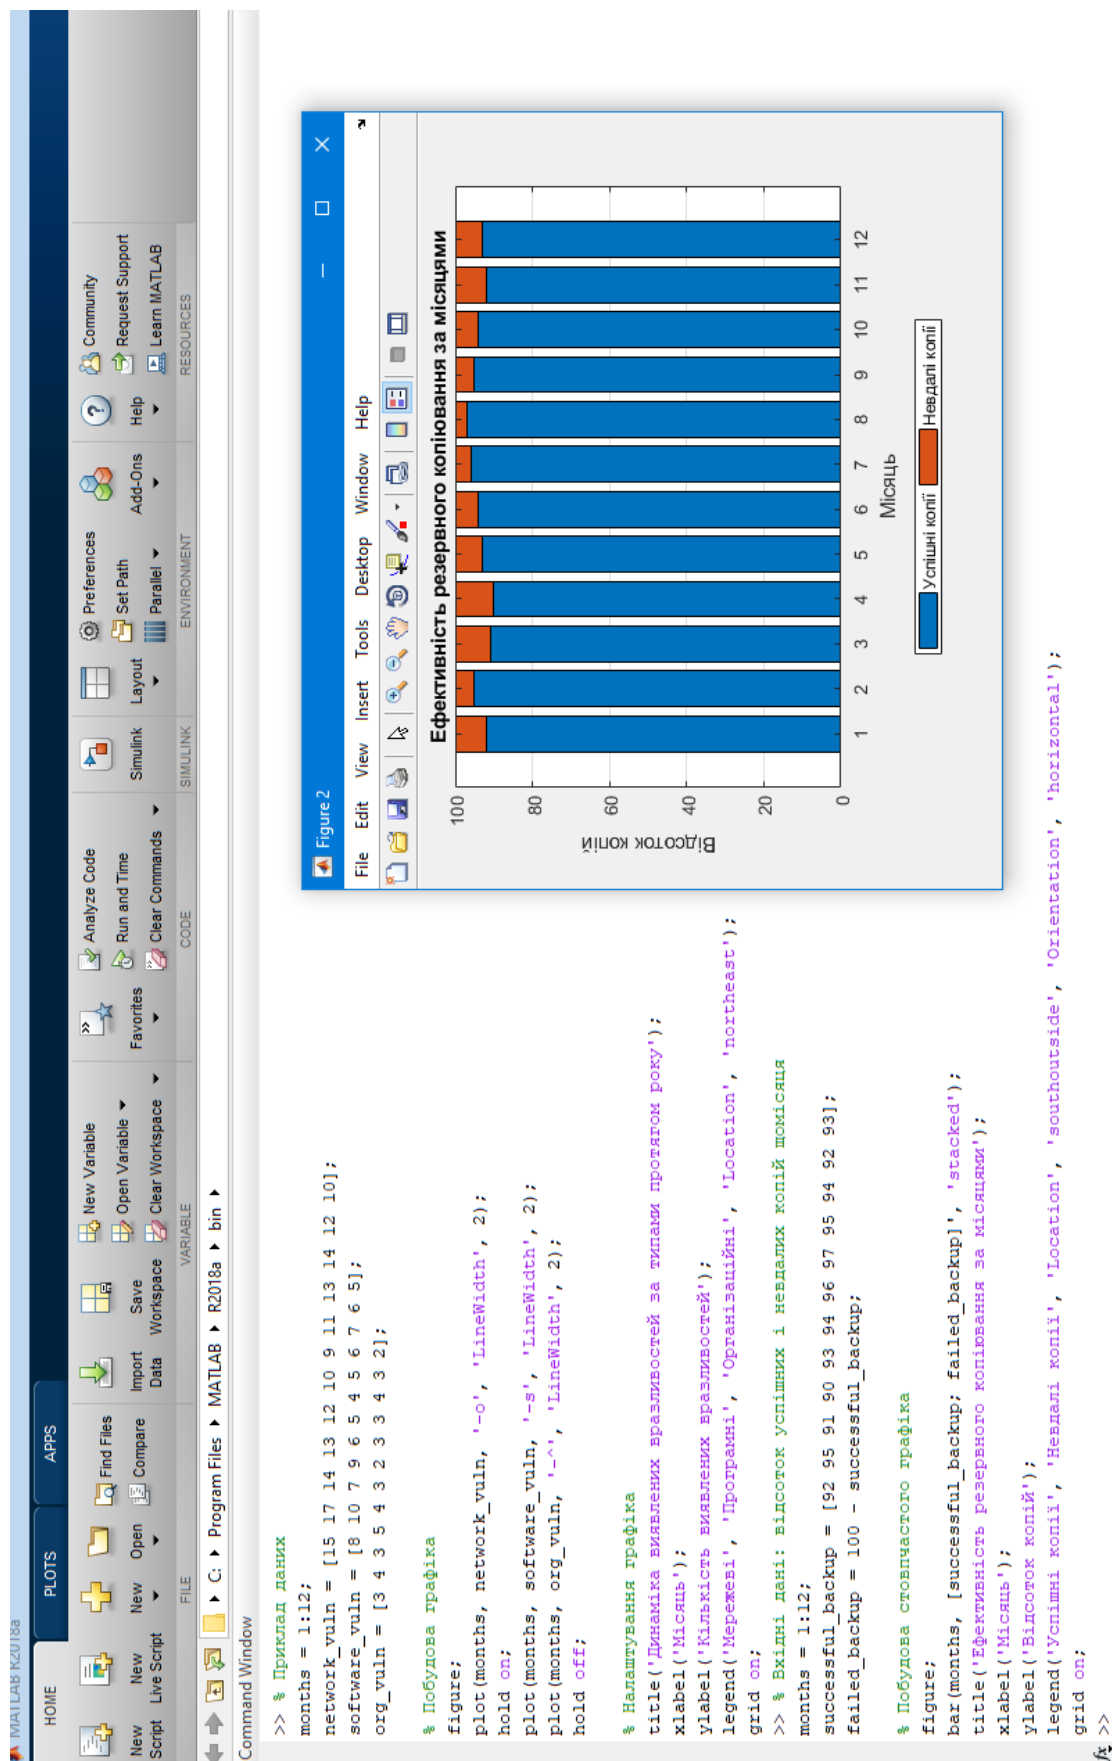 MATLAB R2018a
HOME
PLOTS
APPS
New Script
New Live Script
New
Open
Find Files
Compare
Import Data
Save Workspace
New Variable
Open Variable
Clear Workspace
Favorites
Analyze Code
Run and Time
Clear Commands
Simulink
Layout
Preferences
Set Path
Parallel
Add-Ons
Help
Community
Request Support
Learn MATLAB
FILE
VARIABLE
CODE
SIMULINK
ENVIRONMENT
RESOURCES
C: Program Files MATLAB R2018a bin
Command Window
>> % Приклад даних
months = 1:12;
network_vuln = [15 17 14 13 12 10 9 11 13 14 12 10];
software_vuln = [8 10 7 9 6 5 4 5 6 7 6 5];
org_vuln = [3 4 3 5 4 3 2 3 3 4 3 2];
% Побудова графіка
figure;
plot(months, network_vuln, '-o', 'LineWidth', 2);
hold on;
plot(months, software_vuln, '-s', 'LineWidth', 2);
plot(months, org_vuln, '-^', 'LineWidth', 2);
hold off;
% Налаштування графіка
title('Динаміка виявлених вразливостей за типами протягом року');
xlabel('Місяць');
ylabel('Кількість виявлених вразливостей');
legend('Мережеві', 'Програмні', 'Організаційні', 'Location', 'northeast');
grid on;
>> % Вхідні дані: відсоток успішних і невдалих копій щомісяця
months = 1:12;
successful_backup = [92 95 91 90 93 94 96 97 95 94 92 93];
failed_backup = 100 - successful_backup;
% Побудова стовпчастого графіка
figure;
bar(months, [successful_backup; failed_backup]', 'stacked');
title('Ефективність резервного копіювання за місяцями');
xlabel('Місяць');
ylabel('Відсоток копій');
legend('Успішні копії', 'Невдалі копії', 'Location', 'southoutside', 'Orientation', 'horizontal');
grid on;
fx >>
Figure 2
File Edit View Insert Tools Desktop Window Help
Ефективність резервного копіювання за місяцями
100
80
60
40
20
0
Відсоток копій
1 2 3 4 5 6 7 8 9 10 11 12
Місяць
Успішні копії Невдалі копії